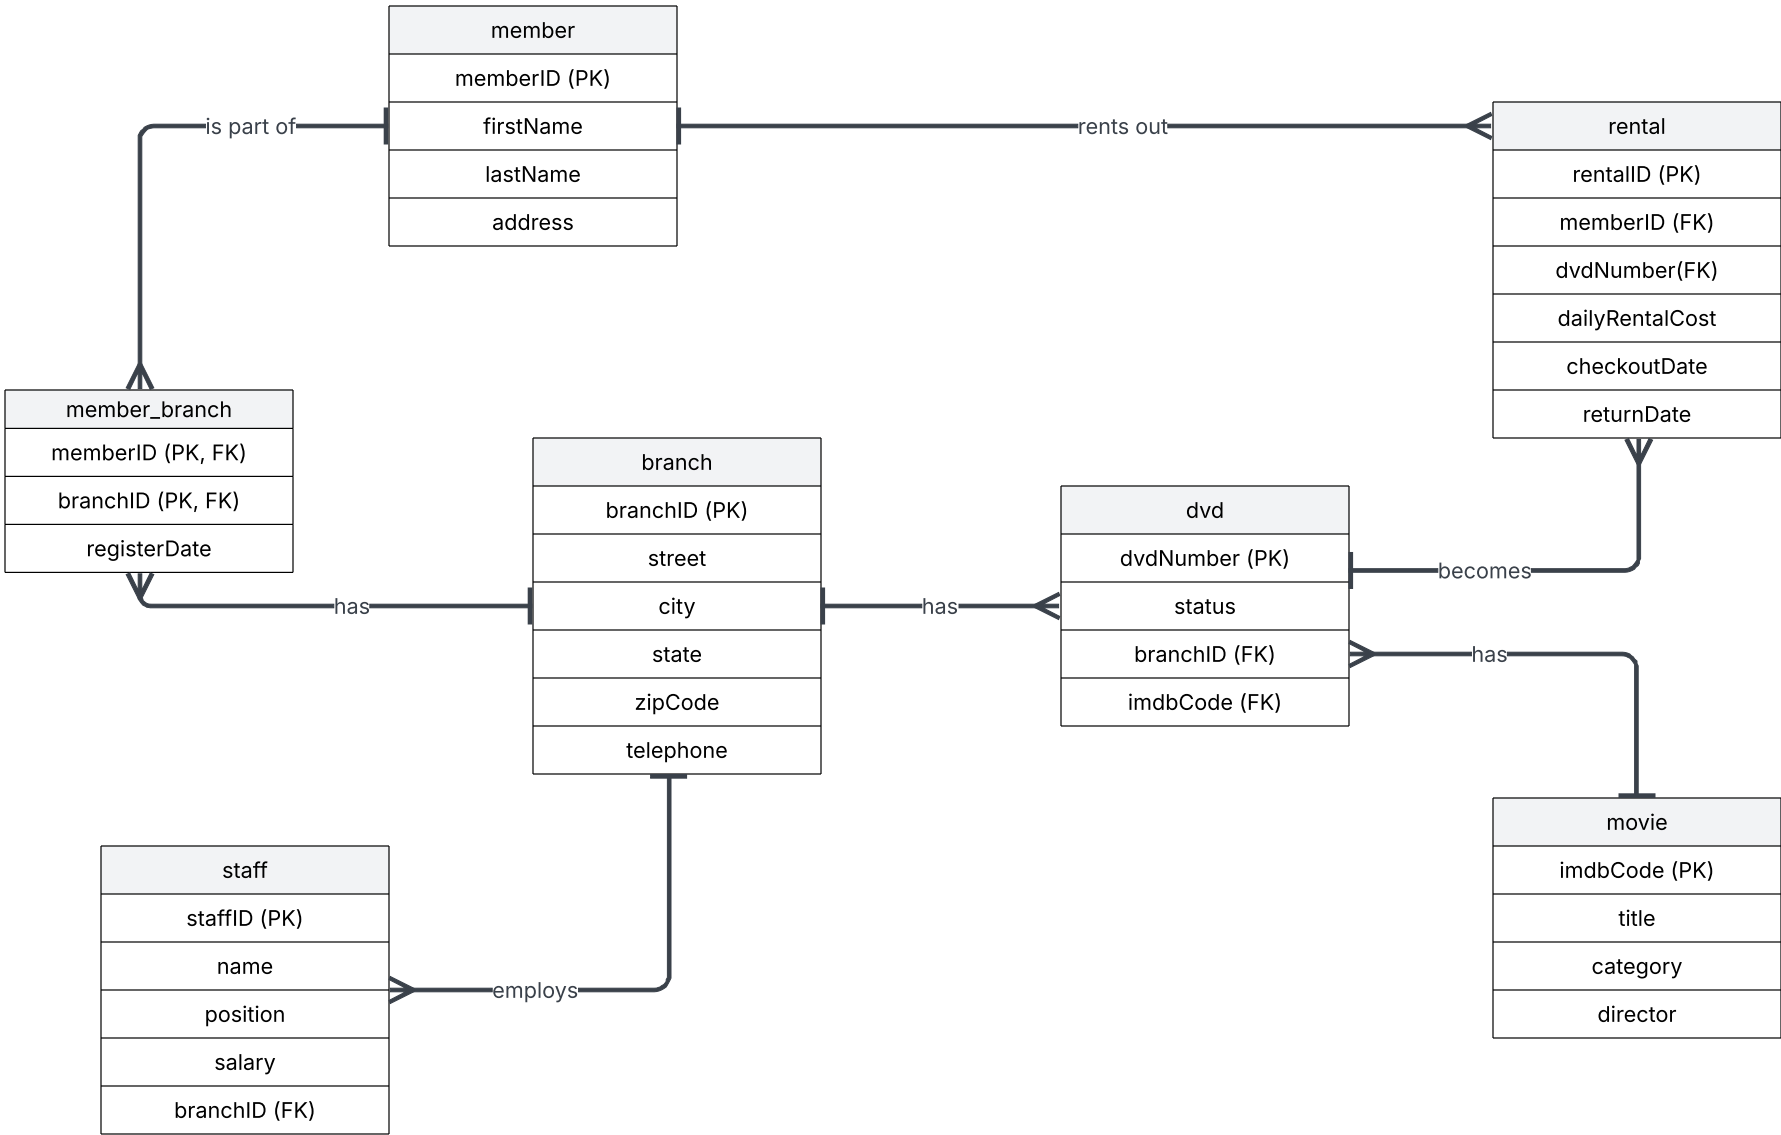 member
memberID (PK)
firstName
lastName
address
is part of
rents out
rental
rentalID (PK)
memberID (FK)
dvdNumber(FK)
dailyRentalCost
checkoutDate
returnDate
member_branch
memberID (PK, FK)
branchID (PK, FK)
registerDate
has
branch
branchID (PK)
street
city
state
zipCode
telephone
has
dvd
dvdNumber (PK)
status
branchID (FK)
imdbCode (FK)
becomes
has
movie
imdbCode (PK)
title
category
director
staff
staffID (PK)
name
position
salary
branchID (FK)
employs